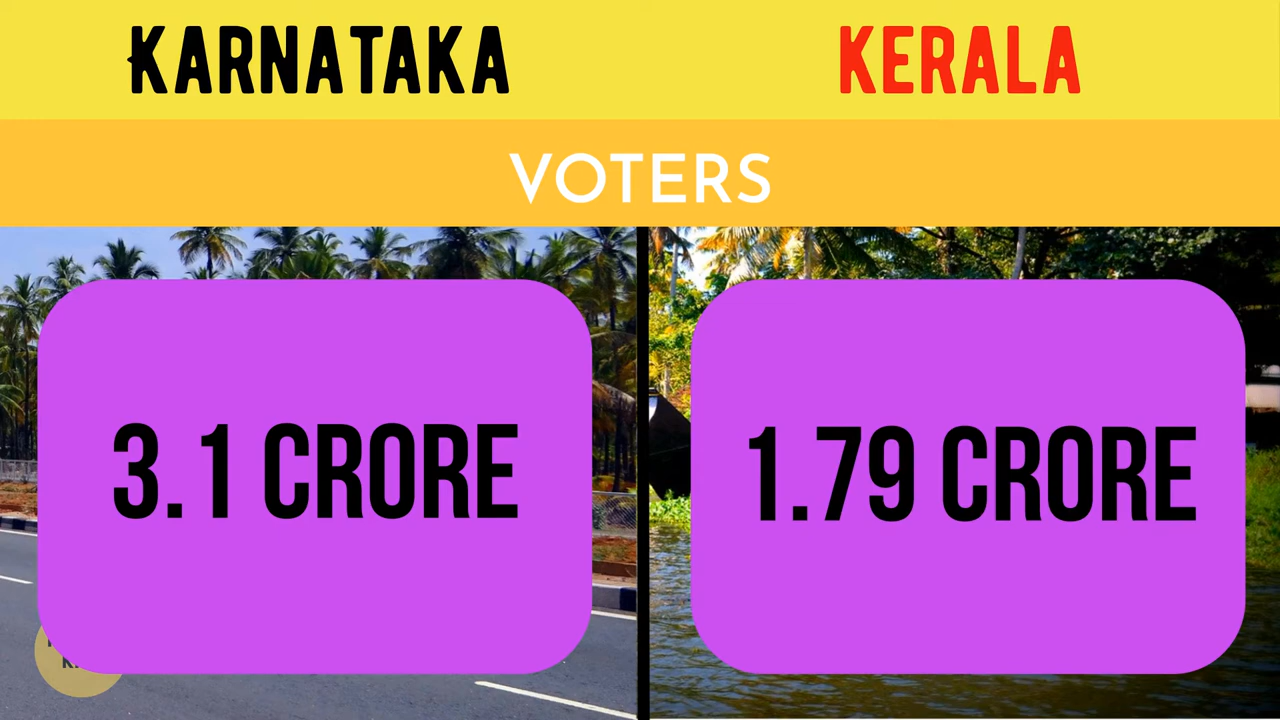 KARNATAKA
KERALA
VOTERS
3.1 CRORE
1.79 CRORE